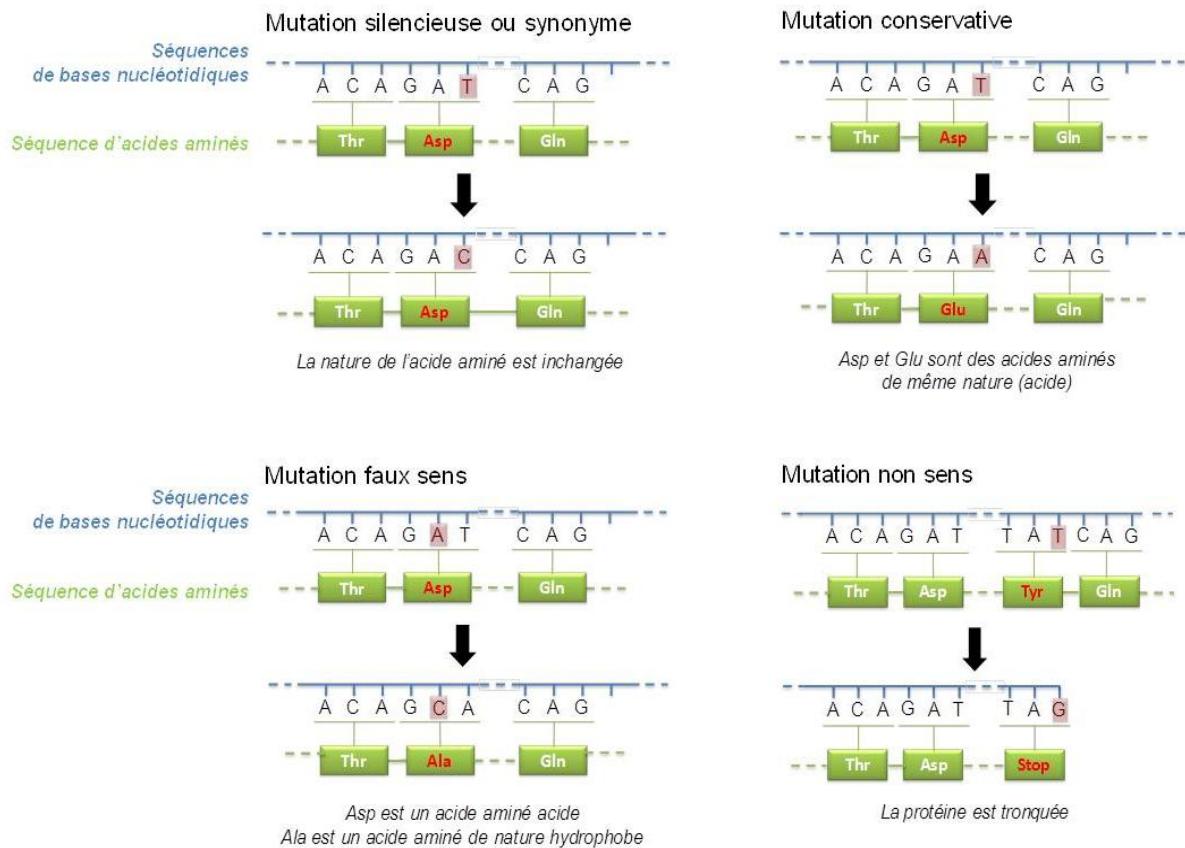 Mutation silencieuse ou synonyme
Mutation conservative
Séquences
de bases nucléotidiques
A C A G A T C A G
A C A G A T C A G
Séquence d'acides aminés
Thr Asp Gln
Thr Asp Gln
A C A G A C C A G
A C A G A A C A G
Thr Asp Gln
Thr Glu Gln
La nature de l'acide aminé est inchangée
Asp et Glu sont des acides aminés
de même nature (acide)
Mutation faux sens
Mutation non sens
Séquences
de bases nucléotidiques
A C A G A T C A G
A C A G A T T A T C A G
Séquence d'acides aminés
Thr Asp Gln
Thr Asp Tyr Gln
A C A G C A C A G
A C A G A T T A G
Thr Ala Gln
Thr Asp Stop
Asp est un acide aminé acide
Ala est un acide aminé de nature hydrophobe
La protéine est tronquée